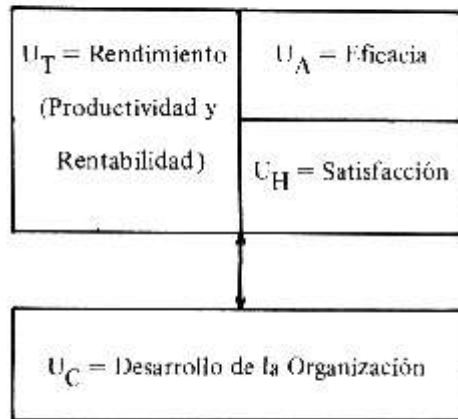 U_T = Rendimiento
(Productividad y
Rentabilidad)
U_A = Eficacia
U_H = Satisfacción
U_C = Desarrollo de la Organización